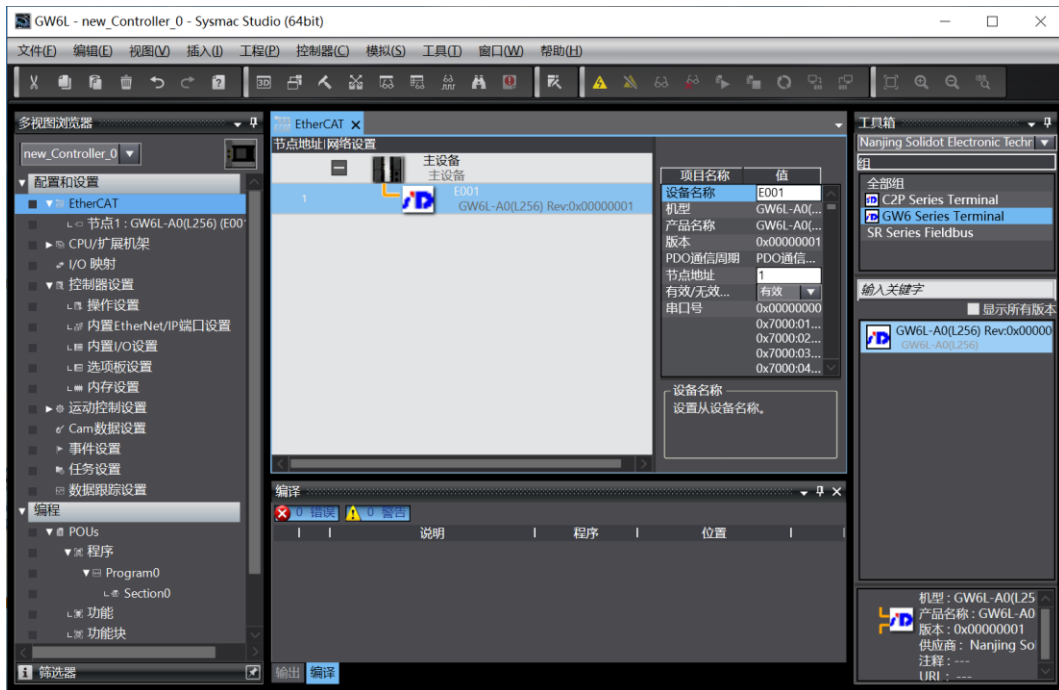 GW6L - new_Controller_0 - Sysmac Studio (64bit)
文件(F) 编辑(E) 视图(V) 插入(I) 工程(P) 控制器(C) 模拟(S) 工具(T) 窗口(W) 帮助(H)
多视图浏览器
new_Controller_0
配置和设置
EtherCAT
节点1 : GW6L-A0(L256) (E00
CPU/扩展机架
I/O 映射
控制器设置
操作设置
内置EtherNet/IP端口设置
内置I/O设置
选项板设置
内存设置
运动控制设置
Cam数据设置
事件设置
任务设置
数据跟踪设置
编程
POUs
程序
Program0
Section0
功能
功能块
筛选器
EtherCAT
节点地址|网络设置
主设备
主设备
1
E001
GW6L-A0(L256) Rev:0x00000001
项目名称 值
设备名称 E001
机型 GW6L-A0(...
产品名称 GW6L-A0(...
版本 0x00000001
PDO通信周期 PDO通信...
节点地址 1
有效/无效... 有效
串口号 0x00000000
0x7000:01...
0x7000:02...
0x7000:03...
0x7000:04...
设备名称
设置从设备名称。
编译
0 错误 0 警告
说明 程序 位置
输出 编译
工具箱
Nanjing Solidot Electronic Techr
组
全部组
C2P Series Terminal
GW6 Series Terminal
SR Series Fieldbus
输入关键字
显示所有版本
GW6L-A0(L256) Rev:0x00000
GW6L-A0(L256)
机型 : GW6L-A0(L25
产品名称 : GW6L-A0
版本 : 0x00000001
供应商 : Nanjing So
注释 : ---
URL : ---